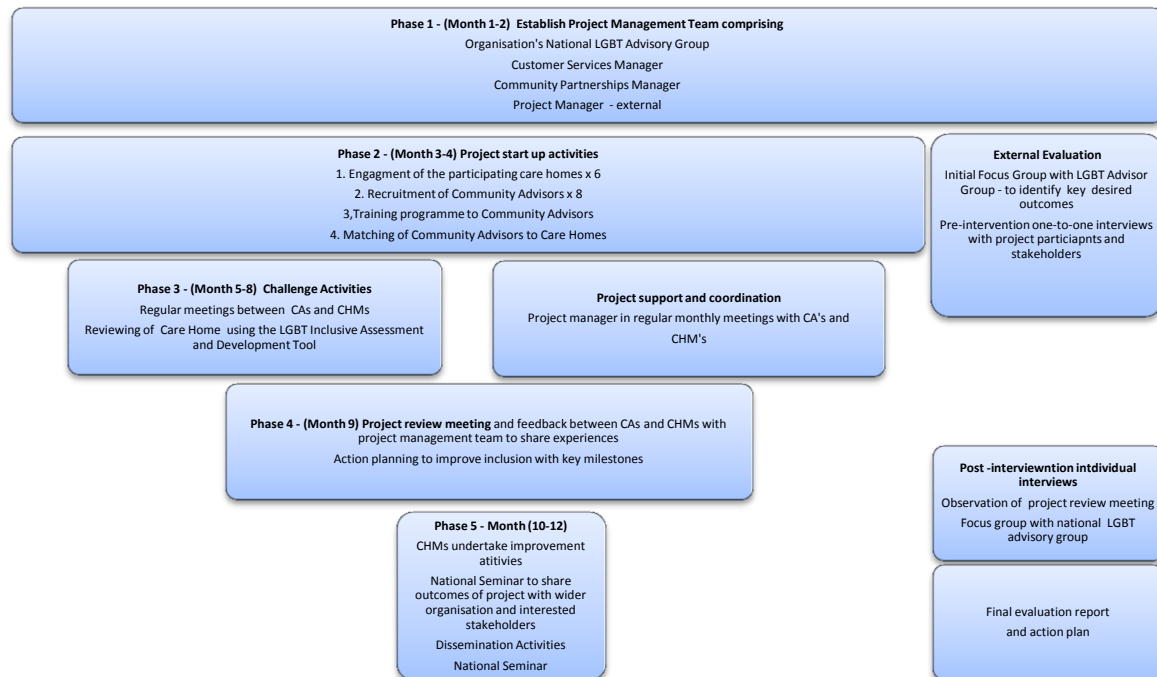 Phase 1 - (Month 1-2) Establish Project Management Team comprising
Organisation's National LGBT Advisory Group
Customer Services Manager
Community Partnerships Manager
Project Manager - external
Phase 2 - (Month 3-4) Project start up activities
1. Engagment of the participating care homes x 6
2. Recruitment of Community Advisors x 8
3,Training programme to Community Advisors
4. Matching of Community Advisors to Care Homes
External Evaluation
Initial Focus Group with LGBT Advisor
Group - to identify key desired
outcomes
Pre-intervention one-to-one interviews
with project particiapnts and
stakeholders
Phase 3 - (Month 5-8) Challenge Activities
Regular meetings between CAs and CHMs
Reviewing of Care Home using the LGBT Inclusive Assessment
and Development Tool
Project support and coordination
Project manager in regular monthly meetings with CA's and
CHM's
Phase 4 - (Month 9) Project review meeting and feedback between CAs and CHMs with
project management team to share experiences
Action planning to improve inclusion with key milestones
Post -interviewntion intdividual
interviews
Observation of project review meeting
Focus group with national LGBT
advisory group
Phase 5 - Month (10-12)
CHMs undertake improvement
atitivies
National Seminar to share
outcomes of project with wider
organisation and interested
stakeholders
Dissemination Activities
National Seminar
Final evaluation report
and action plan